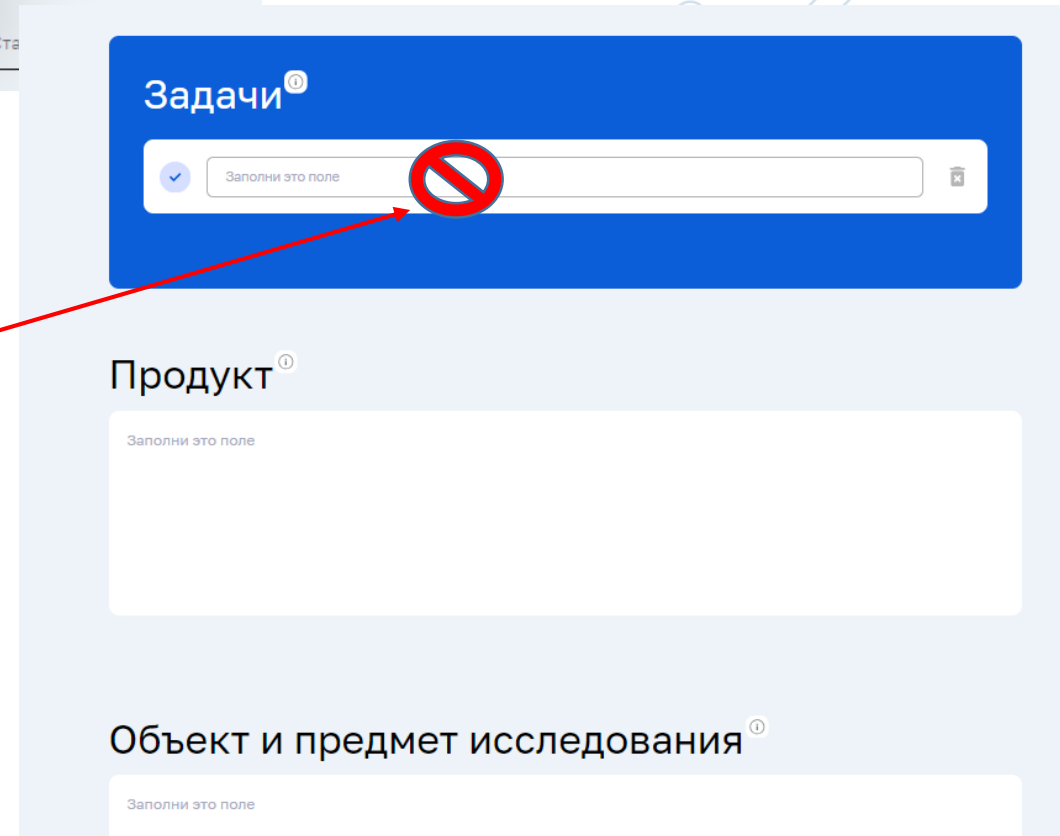 Задачи
Заполни это поле
Продукт
Заполни это поле
Объект и предмет исследования
Заполни это поле